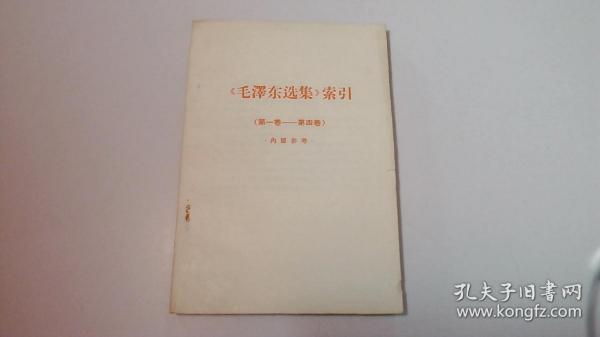 《毛澤东选集》索引
(第一卷——第四卷)
·内部参考·
孔夫子旧书网
www.kongfz.com